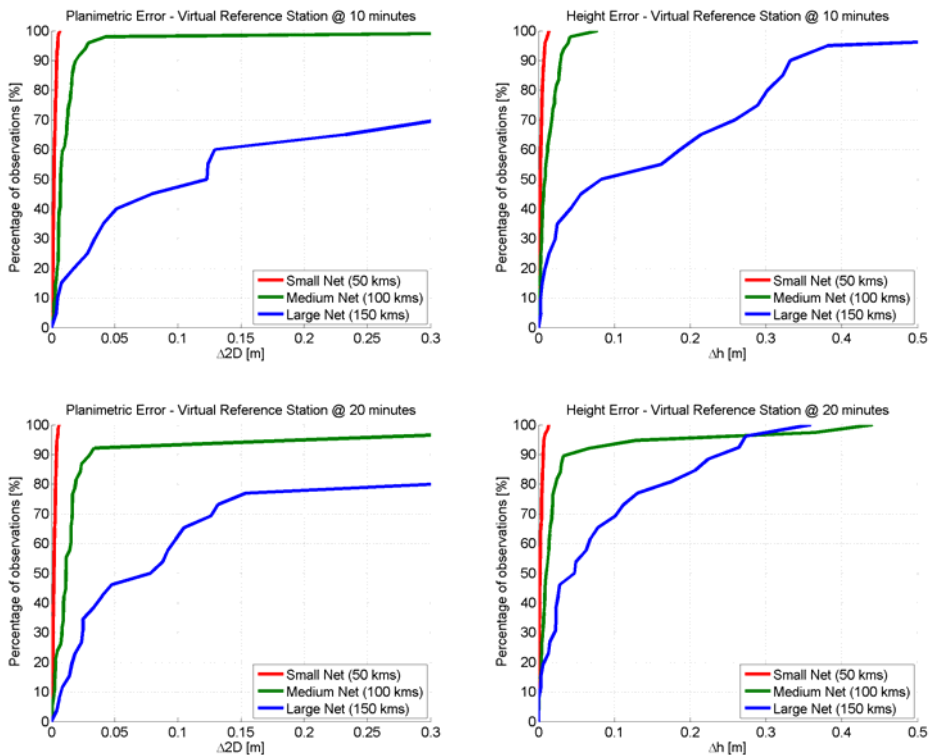 Planimetric Error - Virtual Reference Station @ 10 minutes
Percentage of observations [%]
100
90
80
70
60
50
40
30
20
10
0
0
0.05
0.1
0.15
0.2
0.25
0.3
Δ2D [m]
Small Net (50 kms)
Medium Net (100 kms)
Large Net (150 kms)
Height Error - Virtual Reference Station @ 10 minutes
Percentage of observations [%]
100
90
80
70
60
50
40
30
20
10
0
0
0.1
0.2
0.3
0.4
0.5
Δh [m]
Small Net (50 kms)
Medium Net (100 kms)
Large Net (150 kms)
Planimetric Error - Virtual Reference Station @ 20 minutes
Percentage of observations [%]
100
90
80
70
60
50
40
30
20
10
0
0
0.05
0.1
0.15
0.2
0.25
0.3
Δ2D [m]
Small Net (50 kms)
Medium Net (100 kms)
Large Net (150 kms)
Height Error - Virtual Reference Station @ 20 minutes
Percentage of observations [%]
100
90
80
70
60
50
40
30
20
10
0
0
0.1
0.2
0.3
0.4
0.5
Δh [m]
Small Net (50 kms)
Medium Net (100 kms)
Large Net (150 kms)